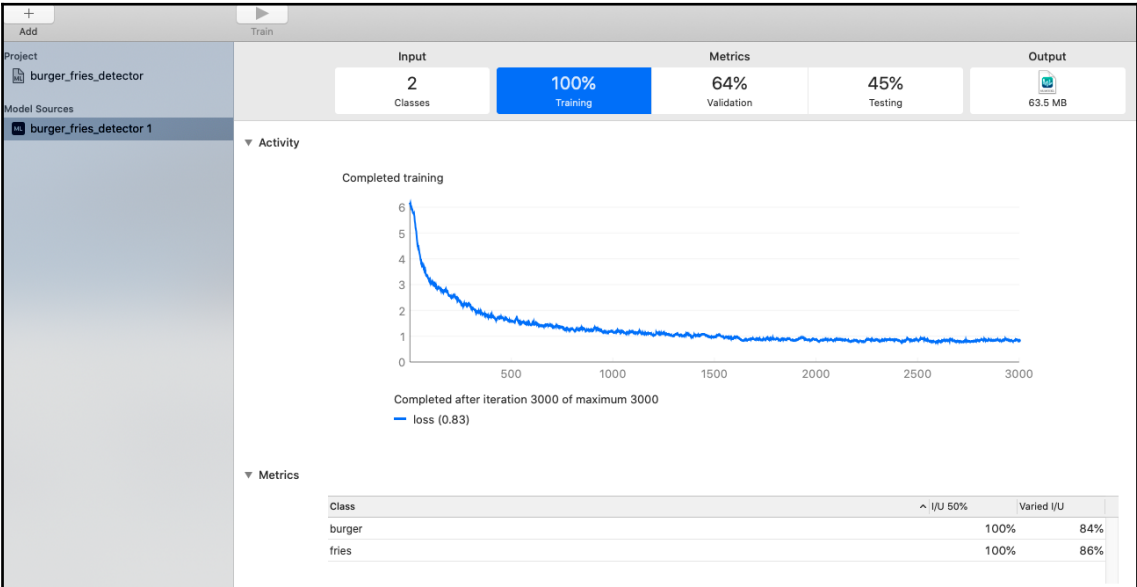 Add
Train
Project
burger_fries_detector
Model Sources
burger_fries_detector 1
Input
Metrics
Output
2
Classes
100%
Training
64%
Validation
45%
Testing
63.5 MB
Activity
Completed training
6
5
4
3
2
1
0
500 1000 1500 2000 2500 3000
Completed after iteration 3000 of maximum 3000
loss (0.83)
Metrics
Class I/U 50% Varied I/U
burger 100% 84%
fries 100% 86%